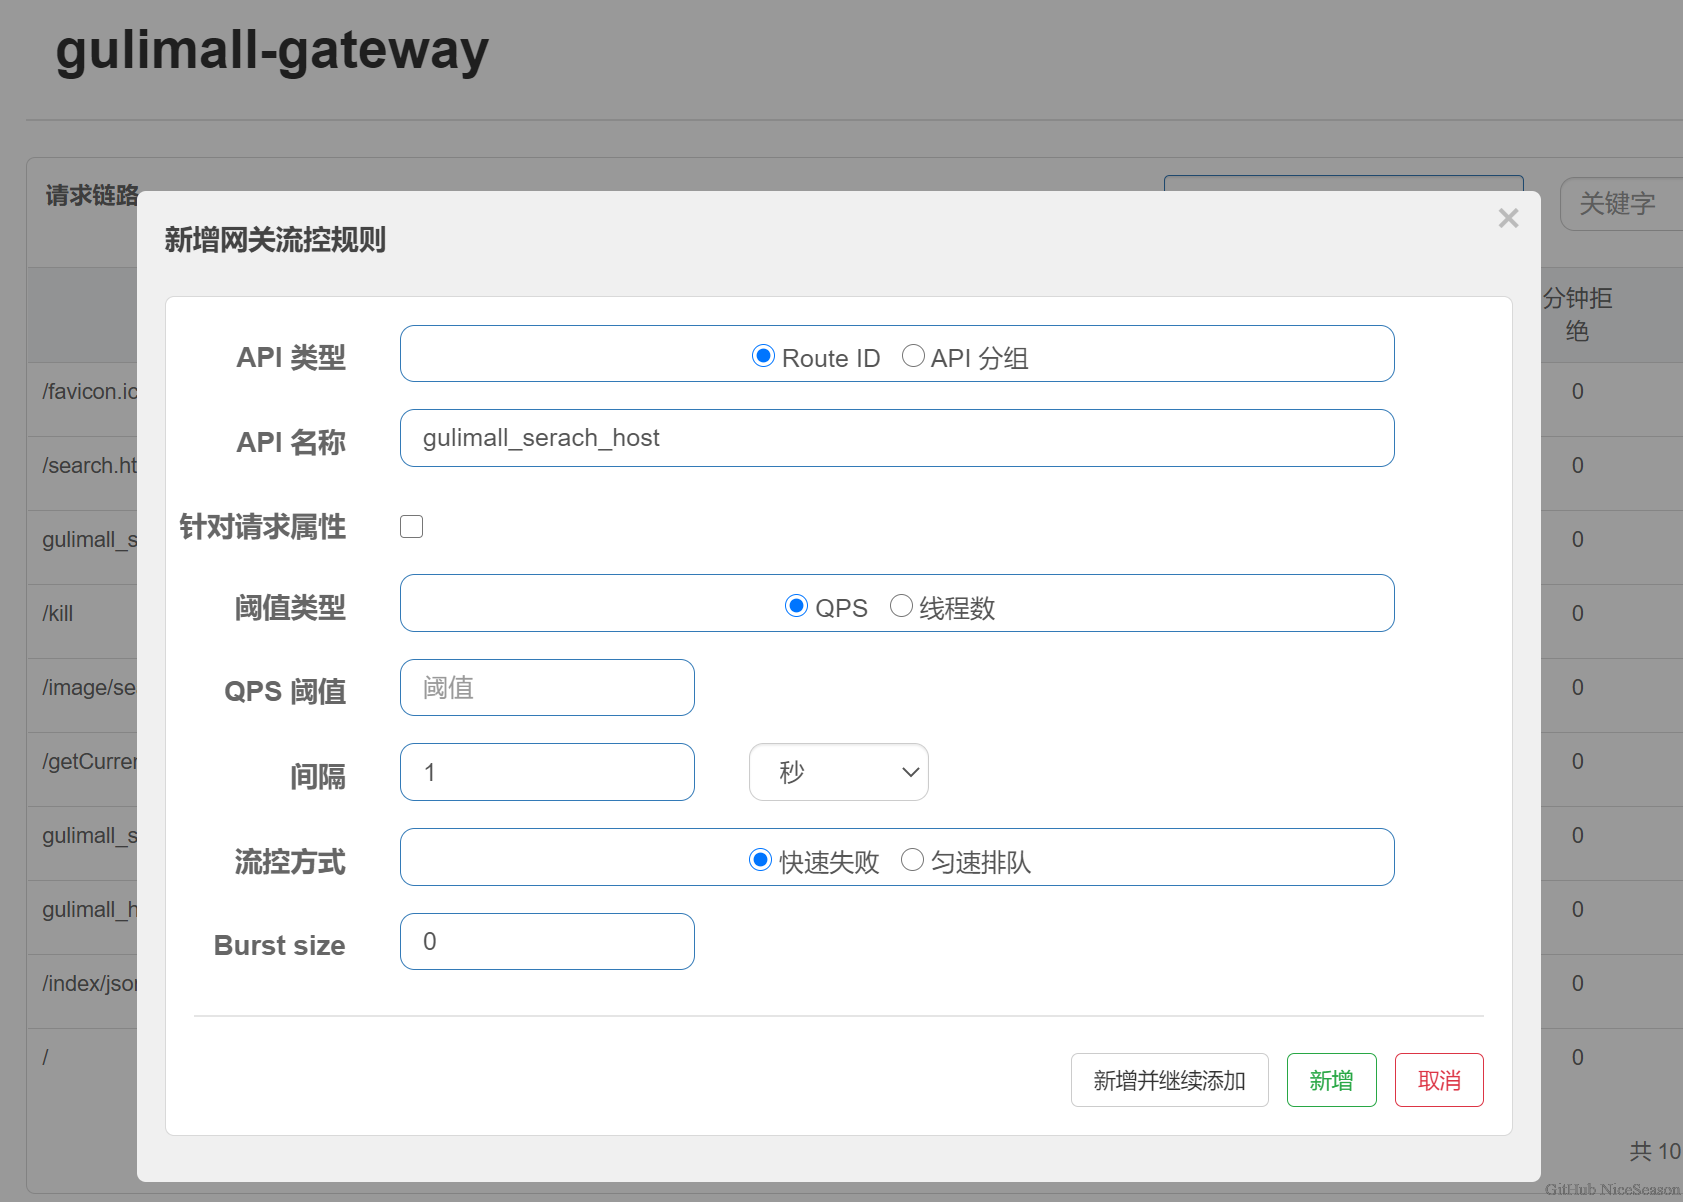 gulimall-gateway
请求链路
关键字
新增网关流控规则
×
分钟拒
绝
API 类型
Route ID
API 分组
/favicon.ic
0
API 名称
gulimall_serach_host
/search.ht
0
针对请求属性
gulimall_s
0
阈值类型
QPS
线程数
/kill
0
QPS 阈值
阈值
/image/se
0
间隔
1
秒
/getCurrer
0
gulimall_s
0
流控方式
快速失败
匀速排队
gulimall_h
0
Burst size
0
/index/jsor
0
/
0
新增并继续添加
新增
取消
共 10
GitHub NiceSeason